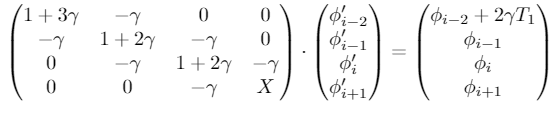 \begin{pmatrix} 1+3\gamma & -\gamma & 0 & 0 \\ -\gamma & 1+2\gamma & -\gamma & 0 \\ 0 & -\gamma & 1+2\gamma & -\gamma \\ 0 & 0 & -\gamma & X \end{pmatrix} \cdot \begin{pmatrix} \phi'_{i-2} \\ \phi'_{i-1} \\ \phi'_{i} \\ \phi'_{i+1} \end{pmatrix} = \begin{pmatrix} \phi_{i-2} + 2\gamma T_1 \\ \phi_{i-1} \\ \phi_{i} \\ \phi_{i+1} \end{pmatrix}